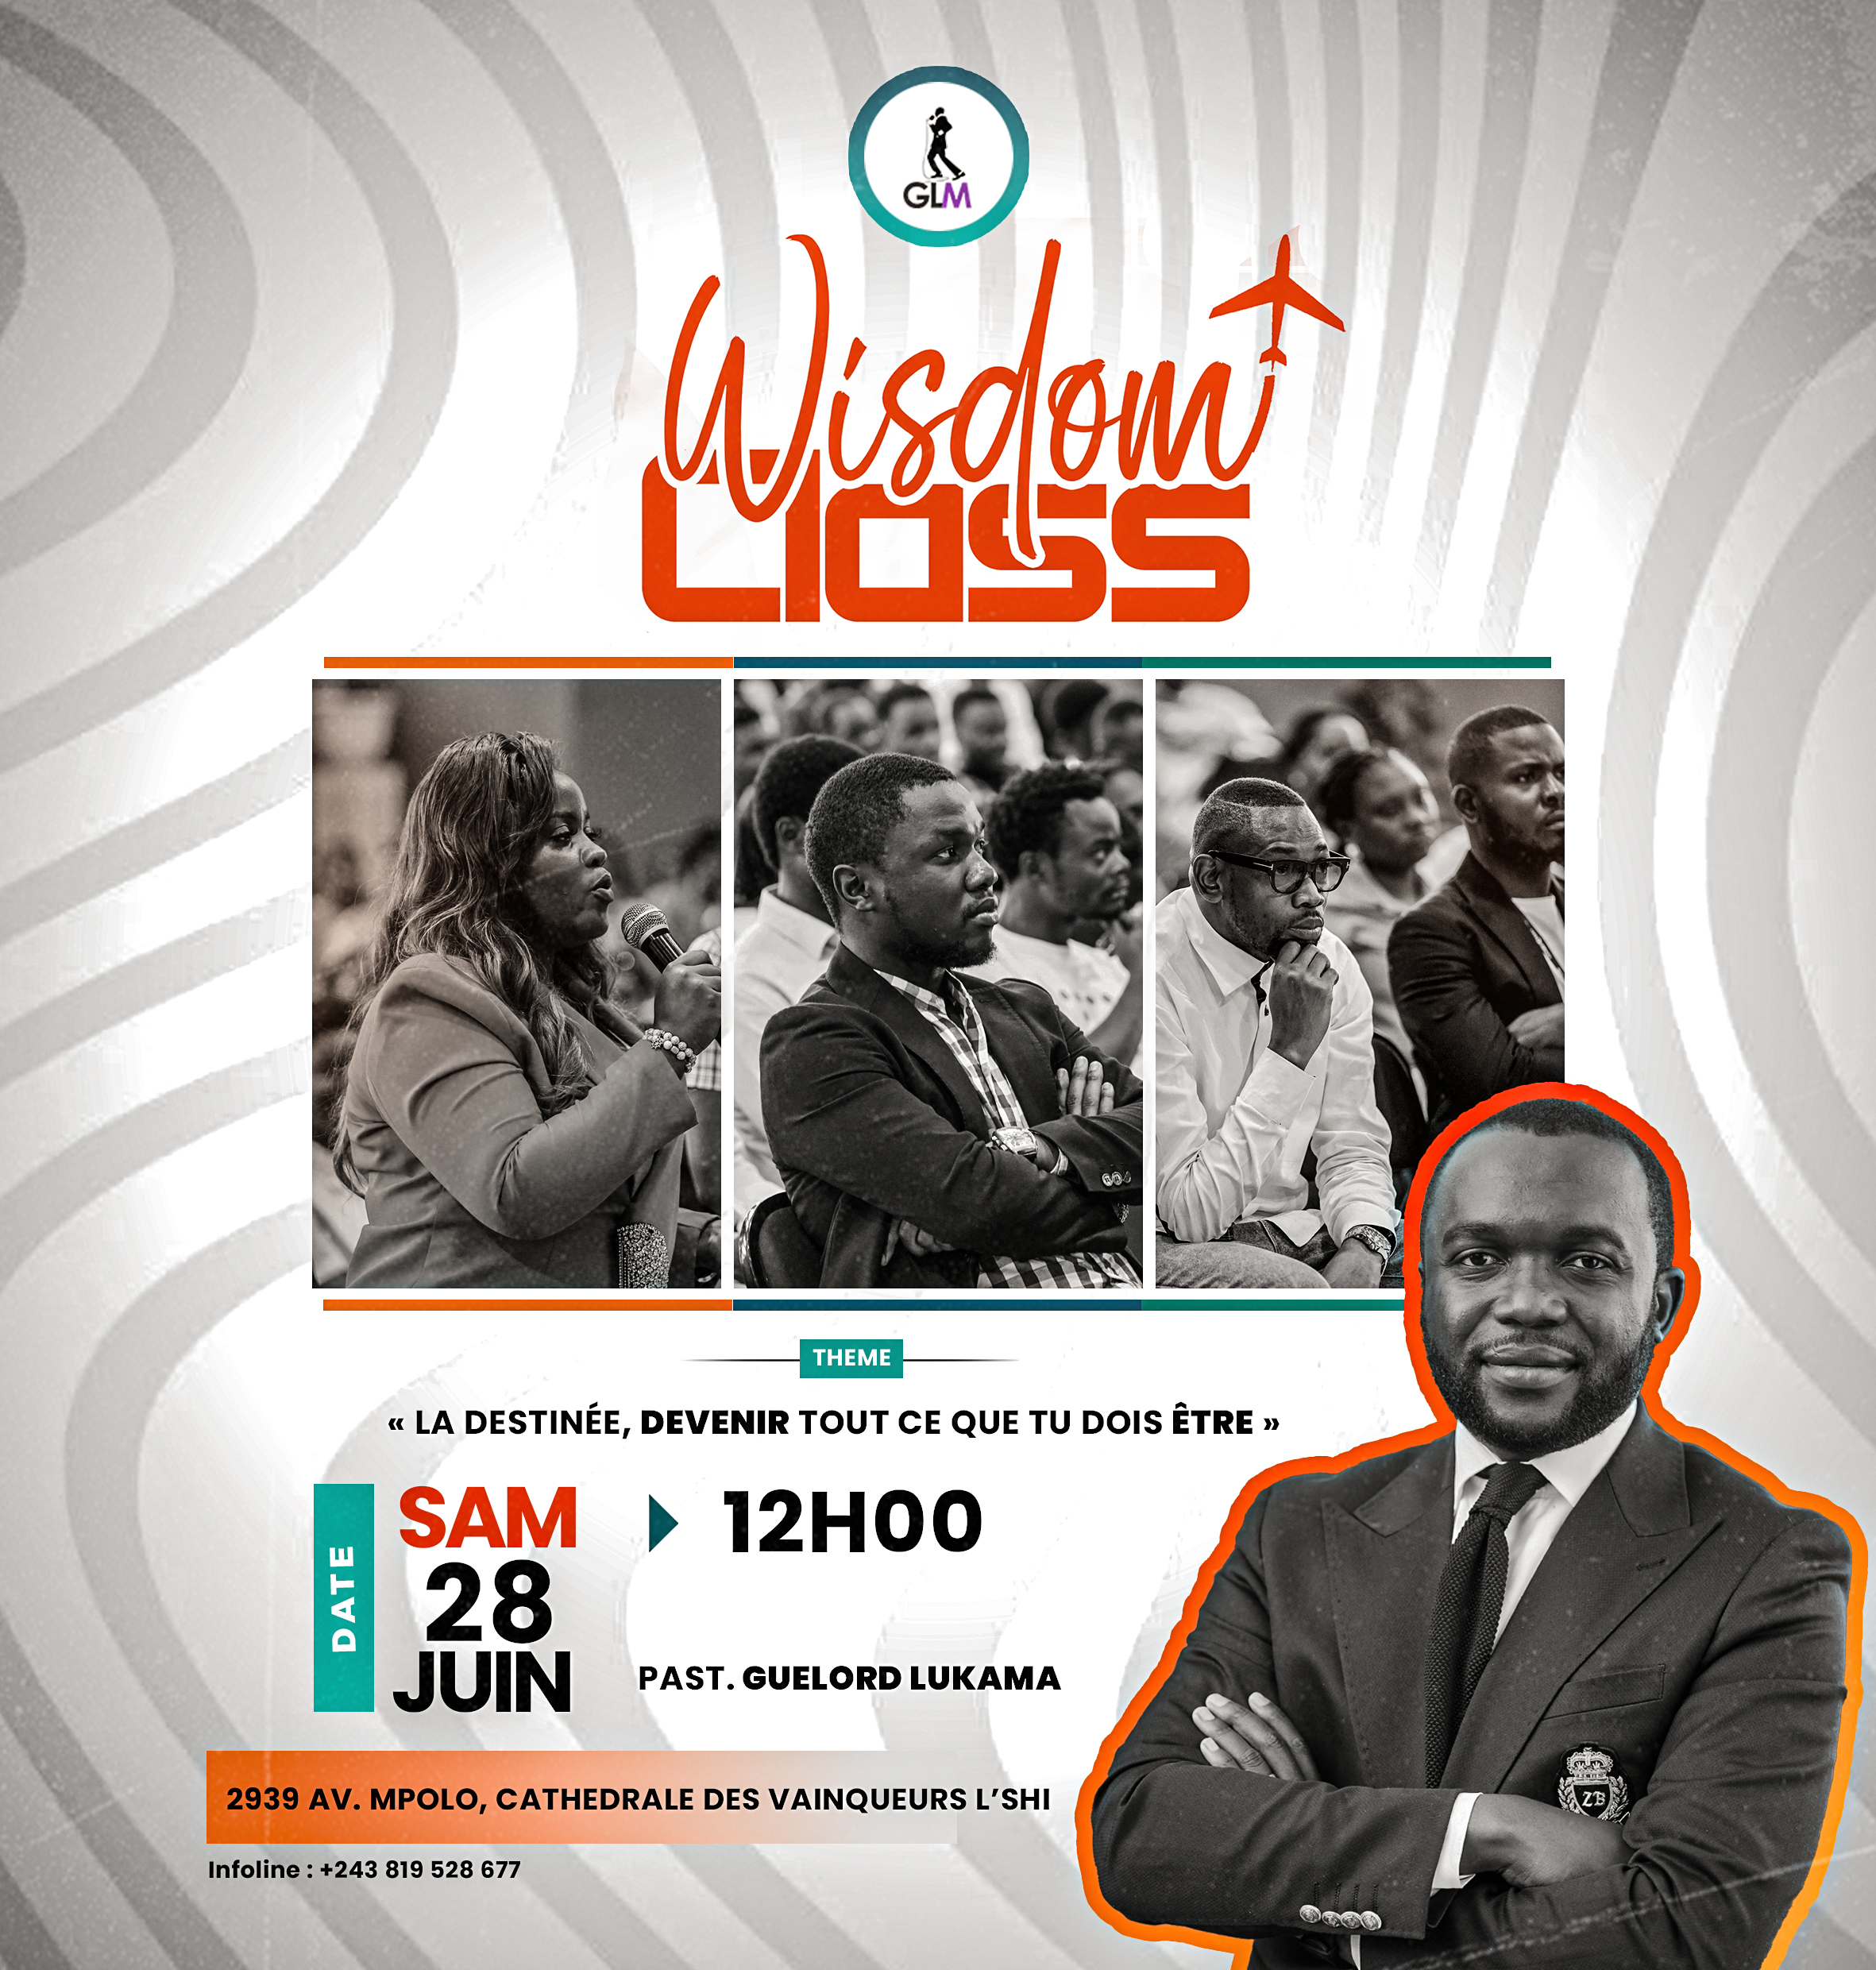 GLM
Wisdom
Class
THEME
« LA DESTINÉE, DEVENIR TOUT CE QUE TU DOIS ÊTRE »
DATE
SAM
28
JUIN
12H00
PAST. GUELORD LUKAMA
2939 AV. MPOLO, CATHEDRALE DES VAINQUEURS L'SHI
Infoline : +243 819 528 677
ZB